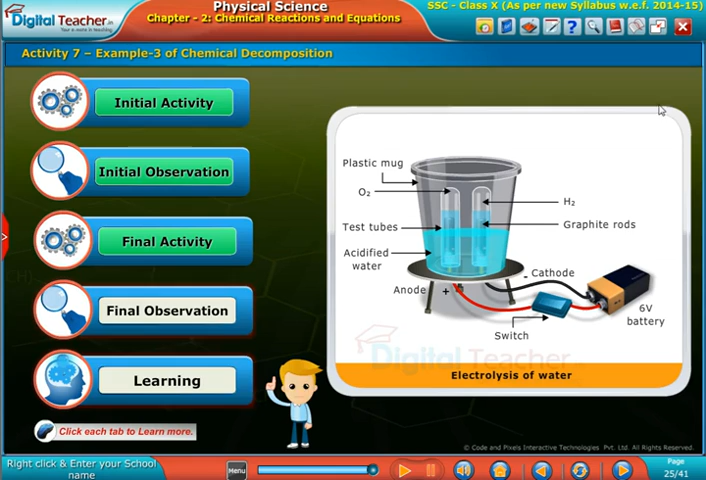 Digital Teacher.in
Your e-mate in teaching
Physical Science
Chapter - 2: Chemical Reactions and Equations
SSC - Class X (As per new Syllabus w.e.f. 2014-15)
Activity 7 – Example-3 of Chemical Decomposition
Initial Activity
Initial Observation
Final Activity
Final Observation
Learning
Click each tab to Learn more.
Plastic mug
O₂
H₂
Test tubes
Graphite rods
Acidified
water
Cathode
-
Anode
+
6V
battery
Switch
Digital Teacher
Electrolysis of water
© Code and Pixels Interactive Technologies Pvt. Ltd. All Rights Reserved.
Right click & Enter your School
name
Menu
Page
25/41